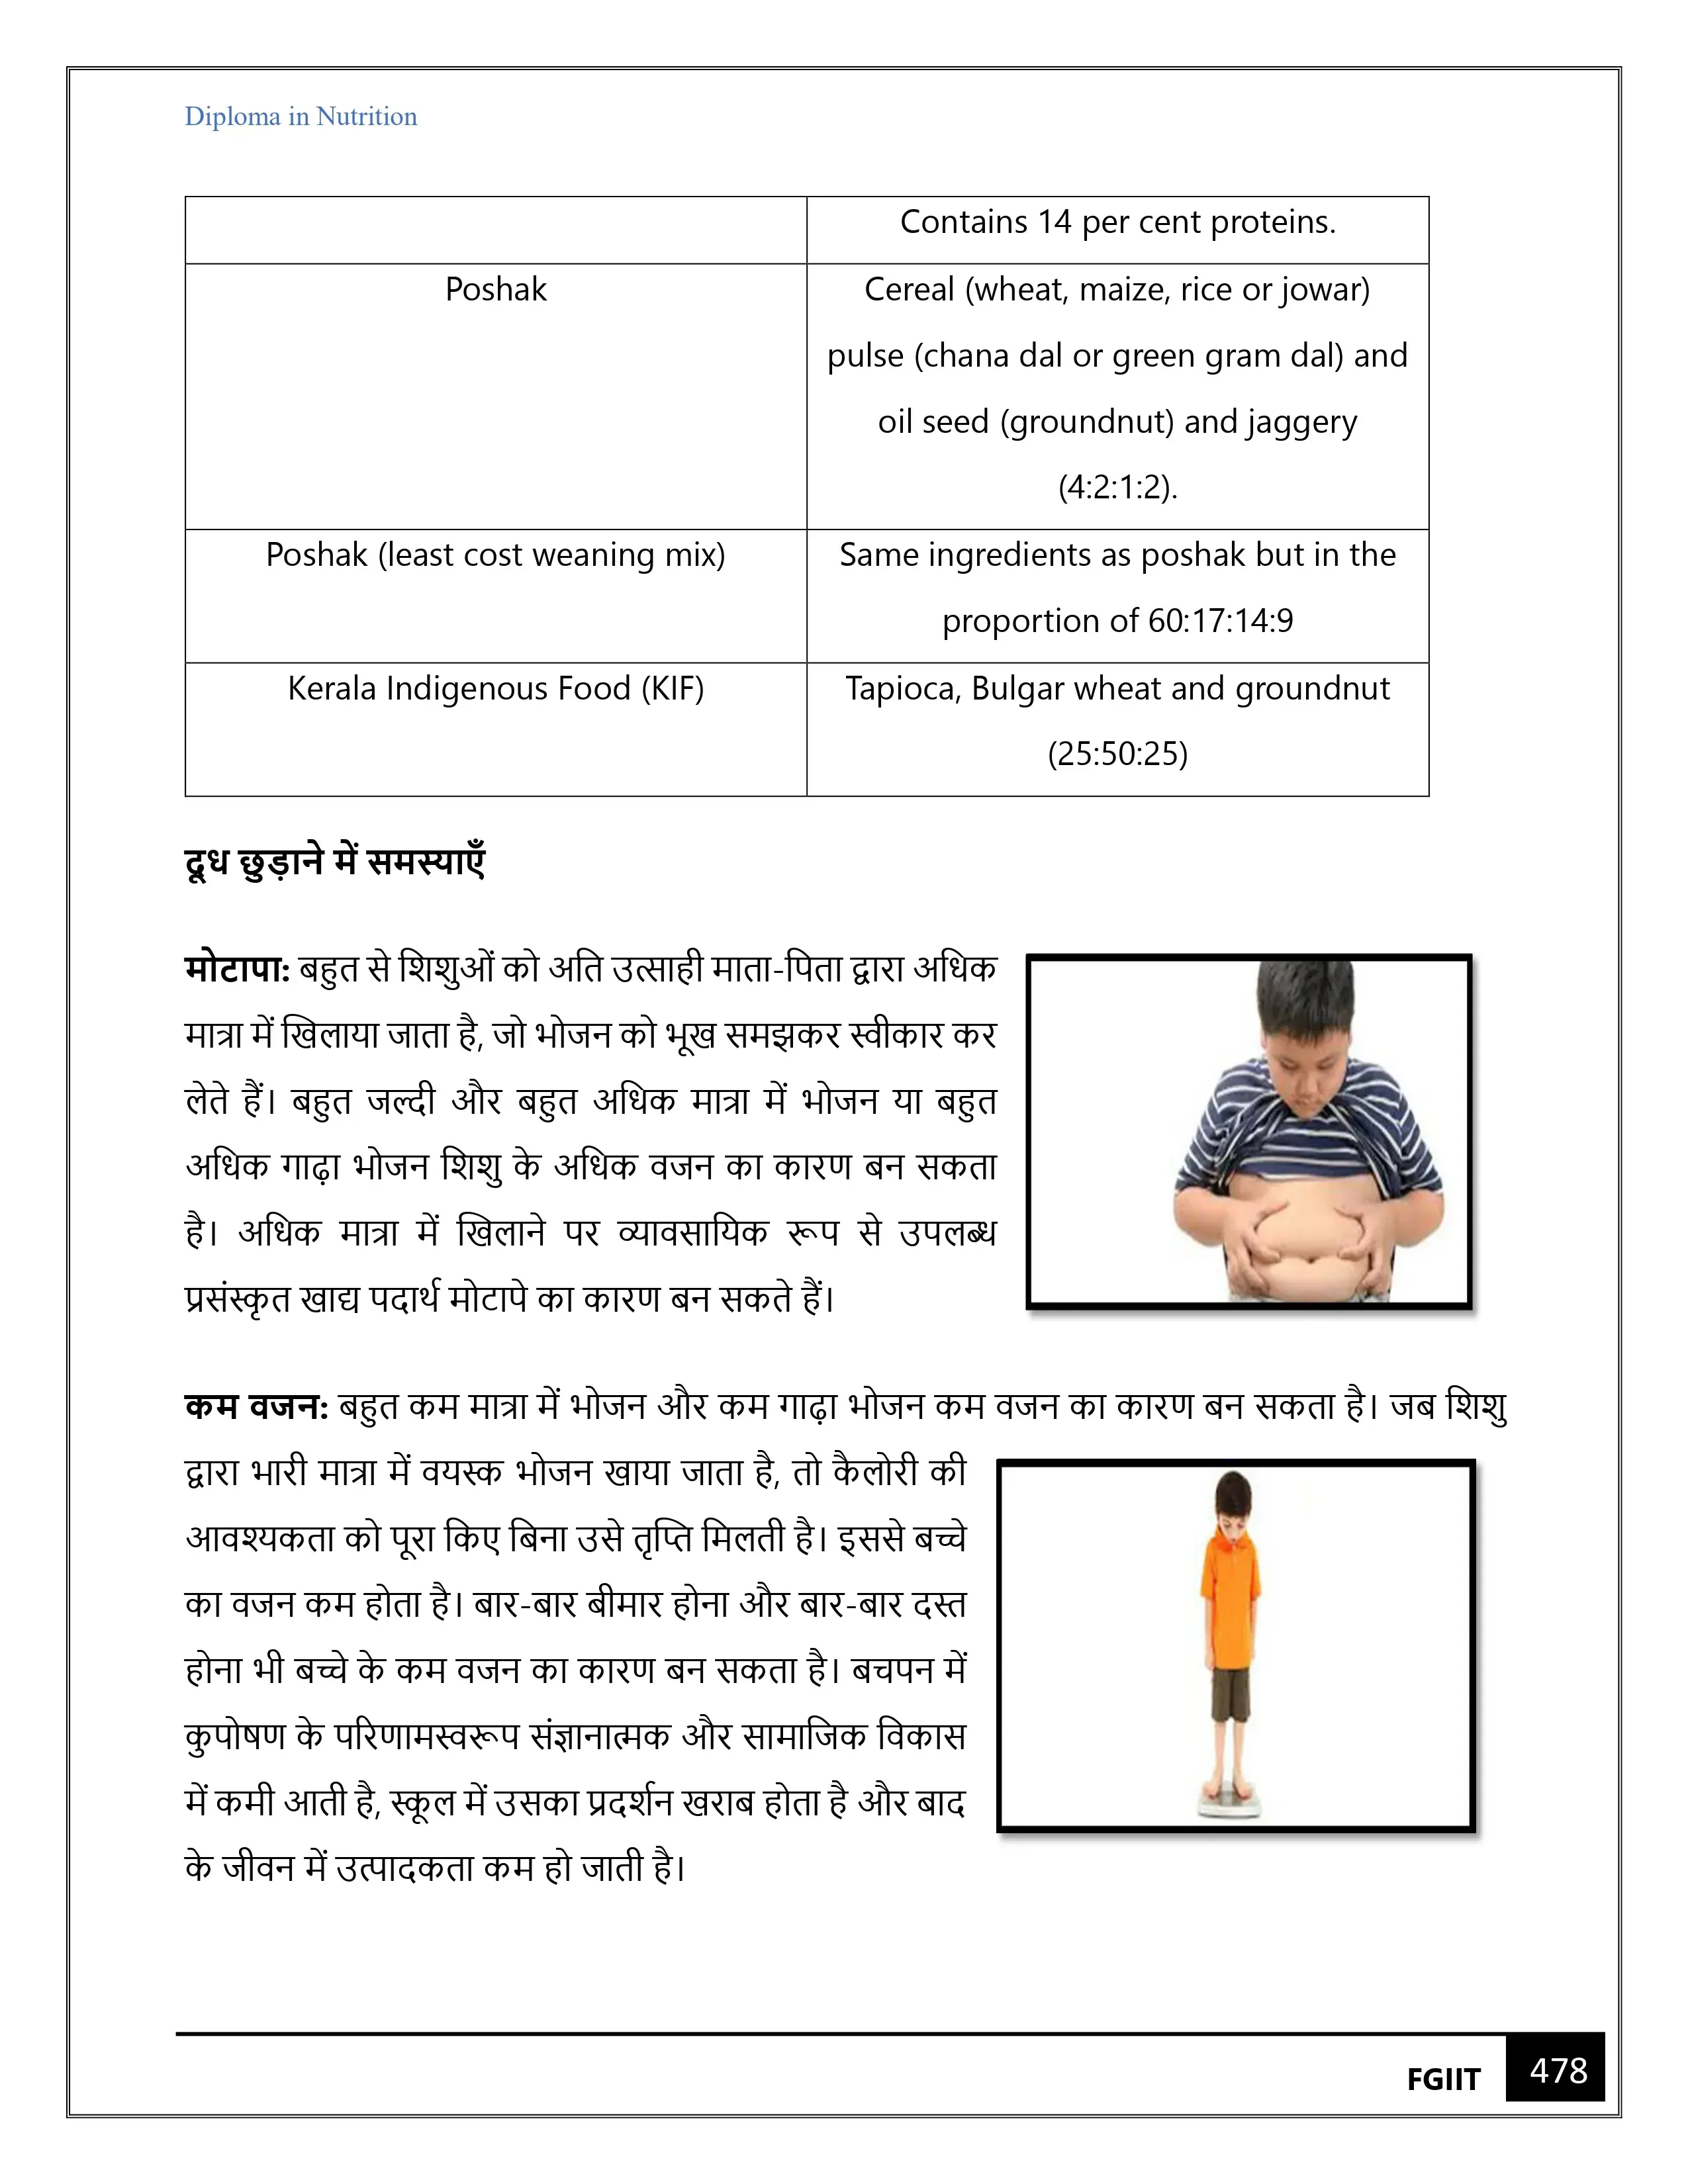 Diploma in Nutrition
Contains 14 per cent proteins.
Poshak
Cereal (wheat, maize, rice or jowar)
pulse (chana dal or green gram dal) and
oil seed (groundnut) and jaggery
(4:2:1:2).
Poshak (least cost weaning mix)
Same ingredients as poshak but in the
proportion of 60:17:14:9
Kerala Indigenous Food (KIF)
Tapioca, Bulgar wheat and groundnut
(25:50:25)
दूध छुड़ाने में समस्याएँ
मोटापा: बहुत से शिशुओं को अति उत्साही माता-पिता द्वारा अधिक
मात्रा में खिलाया जाता है, जो भोजन को भूख समझकर स्वीकार कर
लेते हैं। बहुत जल्दी और बहुत अधिक मात्रा में भोजन या बहुत
अधिक गाढ़ा भोजन शिशु के अधिक वजन का कारण बन सकता
है। अधिक मात्रा में खिलाने पर व्यावसायिक रूप से उपलब्ध
प्रसंस्कृत खाद्य पदार्थ मोटापे का कारण बन सकते हैं।
कम वजन: बहुत कम मात्रा में भोजन और कम गाढ़ा भोजन कम वजन का कारण बन सकता है। जब शिशु
द्वारा भारी मात्रा में वयस्क भोजन खाया जाता है, तो कैलोरी की
आवश्यकता को पूरा किए बिना उसे तृप्ति मिलती है। इससे बच्चे
का वजन कम होता है। बार-बार बीमार होना और बार-बार दस्त
होना भी बच्चे के कम वजन का कारण बन सकता है। बचपन में
कुपोषण के परिणामस्वरूप संज्ञानात्मक और सामाजिक विकास
में कमी आती है, स्कूल में उसका प्रदर्शन खराब होता है और बाद
के जीवन में उत्पादकता कम हो जाती है।
FGIIT
478